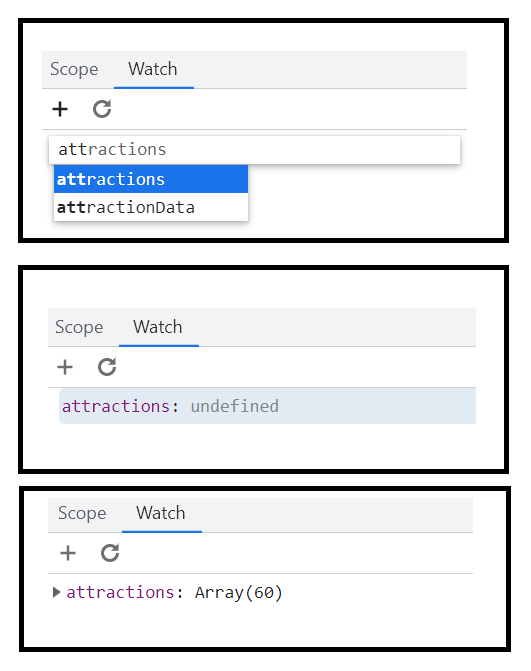 Scope Watch
attractions
attractions
attractionData
Scope Watch
attractions: undefined
Scope Watch
attractions: Array(60)